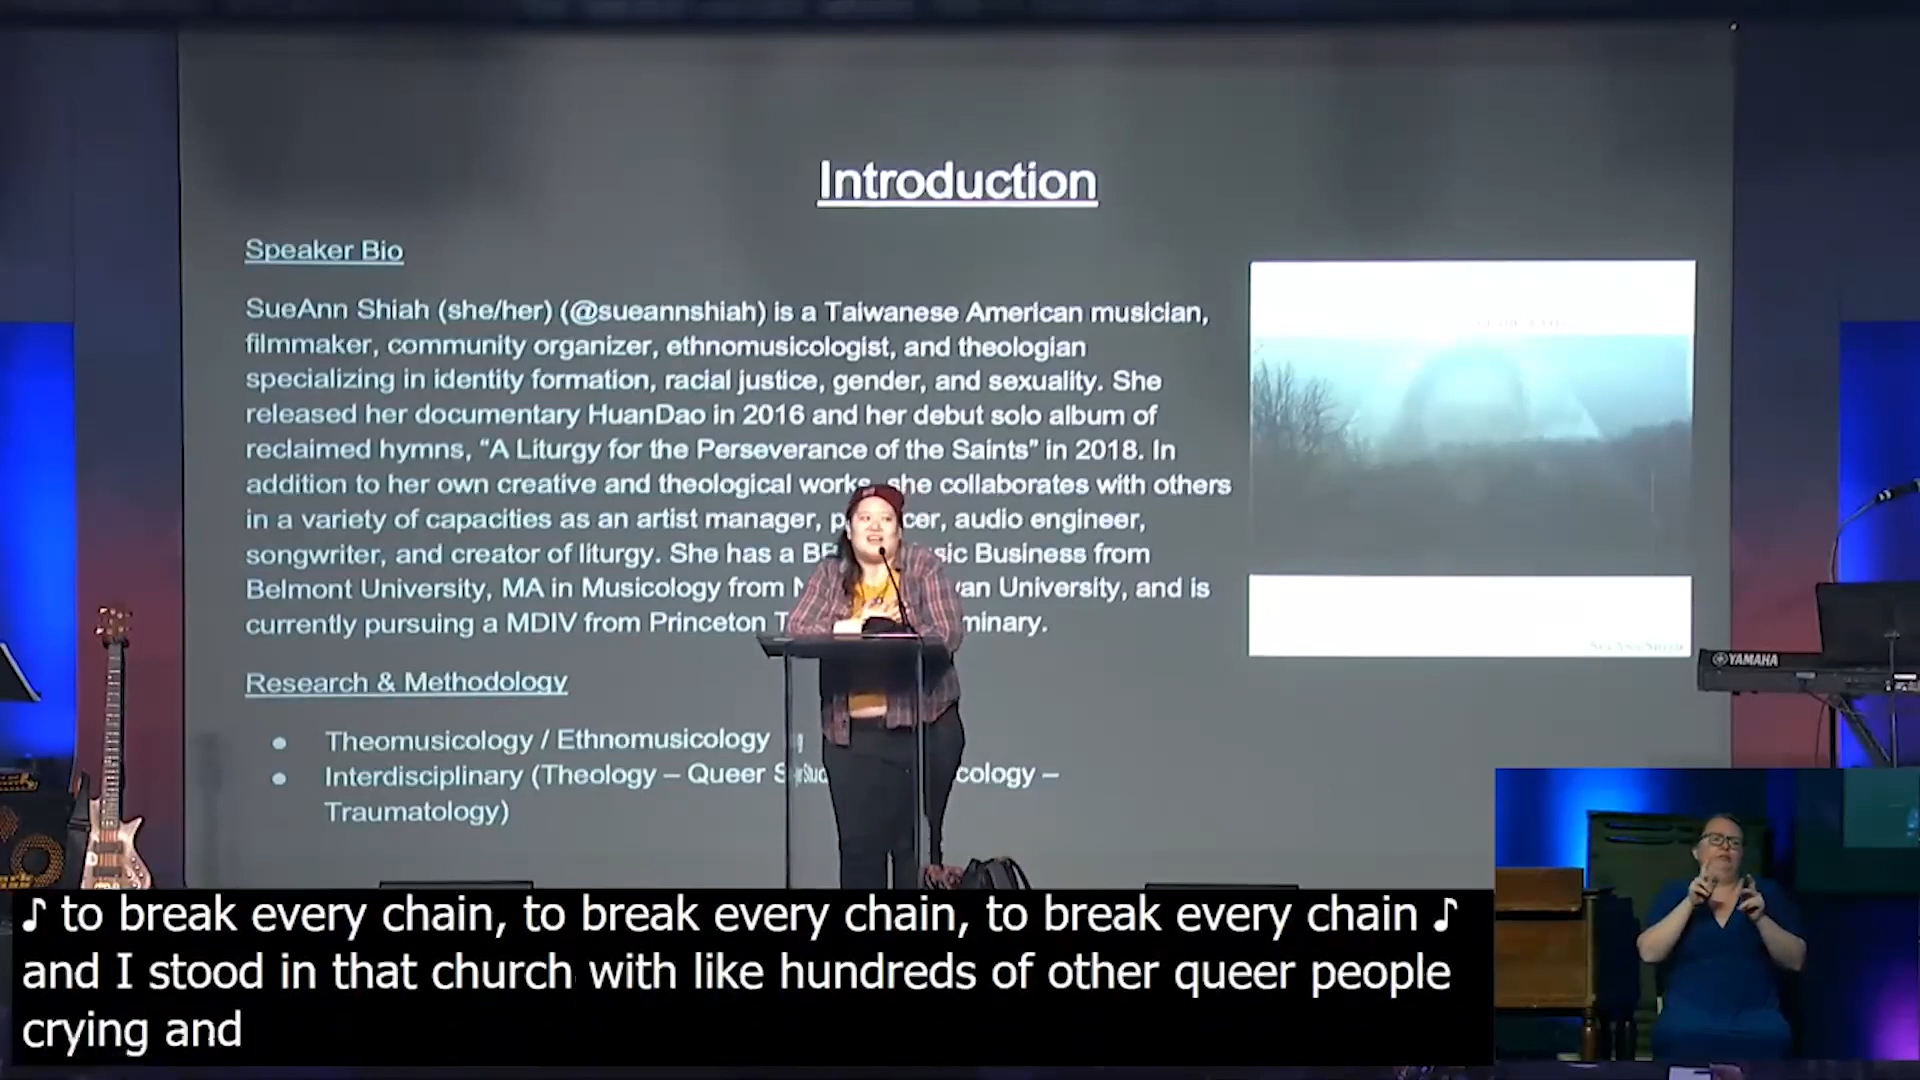 Introduction
Speaker Bio
SueAnn Shiah (she/her) (@sueannshiah) is a Taiwanese American musician,
filmmaker, community organizer, ethnomusicologist, and theologian
specializing in identity formation, racial justice, gender, and sexuality. She
released her documentary HuanDao in 2016 and her debut solo album of
reclaimed hymns, “A Liturgy for the Perseverance of the Saints” in 2018. In
addition to her own creative and theological works, she collaborates with others
in a variety of capacities as an artist manager, audio engineer,
songwriter, and creator of liturgy. She has a Business from
Belmont University, MA in Musicology from University, and is
currently pursuing a MDIV from Princeton
Research & Methodology
● Theomusicology / Ethnomusicology
● Interdisciplinary (Theology – Queer –
Traumatology)
YAMAHA
♪ to break every chain, to break every chain, to break every chain ♪
and I stood in that church with like hundreds of other queer people
crying and